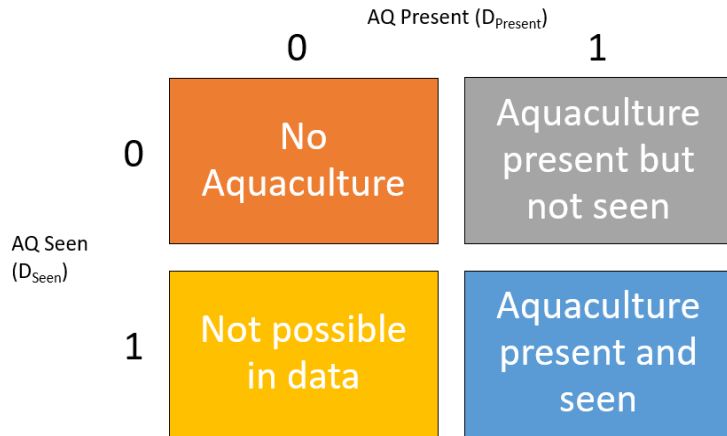 AQ Present (DPresent)
0 1
No
Aquaculture
Aquaculture
present but
not seen
0
AQ Seen
(DSeen)
1
Not possible
in data
Aquaculture
present and
seen